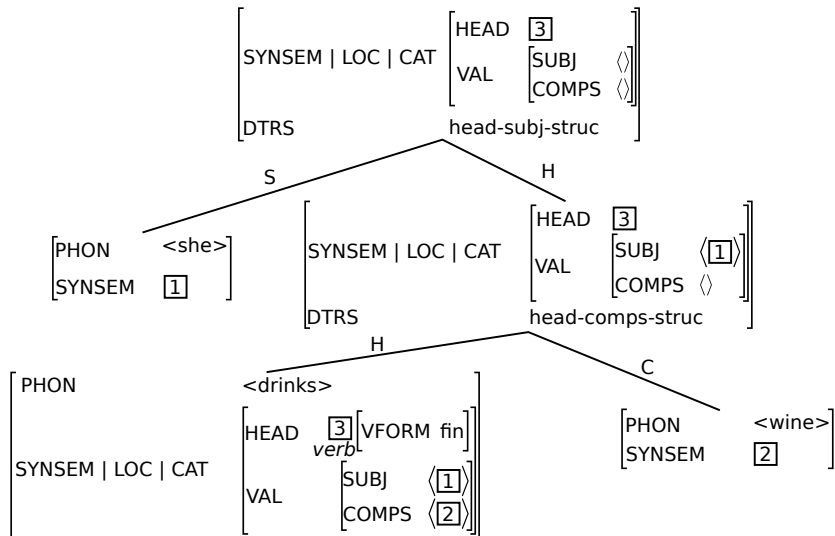 HEAD 3
SYNSEM | LOC | CAT
VAL
SUBJ ⟨⟩
COMPS ⟨⟩
DTRS head-subj-struc
S H
PHON <she>
SYNSEM 1
HEAD 3
SYNSEM | LOC | CAT
VAL
SUBJ ⟨1⟩
COMPS ⟨⟩
DTRS head-comps-struc
H C
PHON <drinks>
HEAD 3 VFORM fin
verb
SYNSEM | LOC | CAT
VAL
SUBJ ⟨1⟩
COMPS ⟨2⟩
PHON <wine>
SYNSEM 2